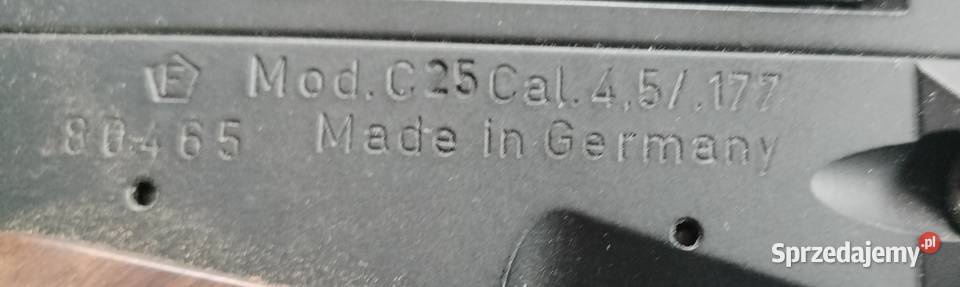 F Mod. C25 Cal. 4,5/.177
80465 Made in Germany
Sprzedajemy.pl